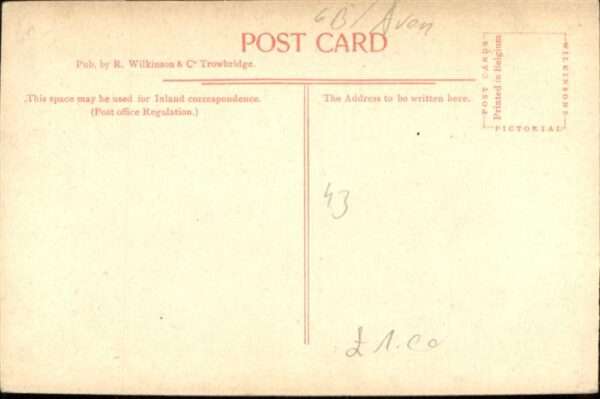 GB/Avon
POST CARD
Pub. by R. Wilkinson & Co Trowbridge.
This space may be used for Inland correspondence.
(Post office Regulation.)
The Address to be written here.
POST CARDS
Printed in Belgium
WILKINSONS
PICTORIAL
43
£1.00